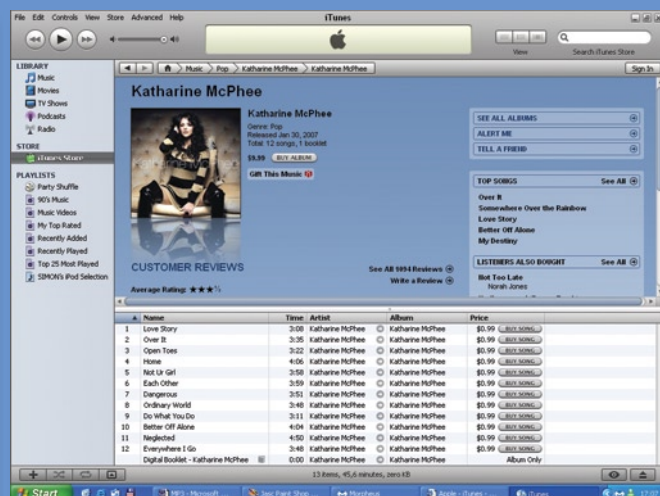 File Edit Controls View Store Advanced Help
iTunes
View
Search iTunes Store
LIBRARY
Music
Movies
TV Shows
Podcasts
Radio
STORE
iTunes Store
PLAYLISTS
Party Shuffle
90's Music
Music Videos
My Top Rated
Recently Added
Recently Played
Top 25 Most Played
SIMON's iPod Selection
Music Pop Katharine McPhee Katharine McPhee
Sign In
Katharine McPhee
Katharine McPhee
Genre: Pop
Released Jan 30, 2007
Total: 12 songs, 1 booklet
$9.99 BUY ALBUM
Gift This Music
CUSTOMER REVIEWS
Average Rating: ★★★½
See All 1094 Reviews
Write a Review
SEE ALL ALBUMS
ALERT ME
TELL A FRIEND
TOP SONGS See All
Over It
Somewhere Over the Rainbow
Love Story
Better Off Alone
My Destiny
LISTENERS ALSO BOUGHT See All
Not Too Late
Norah Jones
Name Time Artist Album Price
1 Love Story 3:08 Katharine McPhee Katharine McPhee $0.99 BUY SONG
2 Over It 3:35 Katharine McPhee Katharine McPhee $0.99 BUY SONG
3 Open Toes 3:22 Katharine McPhee Katharine McPhee $0.99 BUY SONG
4 Home 4:06 Katharine McPhee Katharine McPhee $0.99 BUY SONG
5 Not Ur Girl 3:58 Katharine McPhee Katharine McPhee $0.99 BUY SONG
6 Each Other 3:59 Katharine McPhee Katharine McPhee $0.99 BUY SONG
7 Dangerous 3:51 Katharine McPhee Katharine McPhee $0.99 BUY SONG
8 Ordinary World 3:48 Katharine McPhee Katharine McPhee $0.99 BUY SONG
9 Do What You Do 3:11 Katharine McPhee Katharine McPhee $0.99 BUY SONG
10 Better Off Alone 4:04 Katharine McPhee Katharine McPhee $0.99 BUY SONG
11 Neglected 4:50 Katharine McPhee Katharine McPhee $0.99 BUY SONG
12 Everywhere I Go 3:48 Katharine McPhee Katharine McPhee $0.99 BUY SONG
Digital Booklet - Katharine McPhee 0:00 Katharine McPhee Katharine McPhee Album Only
13 items, 45,6 minutes, zero KB
Start MP3 - Microsoft ... Jasc Paint Shop ... Morpheus Apple - iTunes - ... iTunes